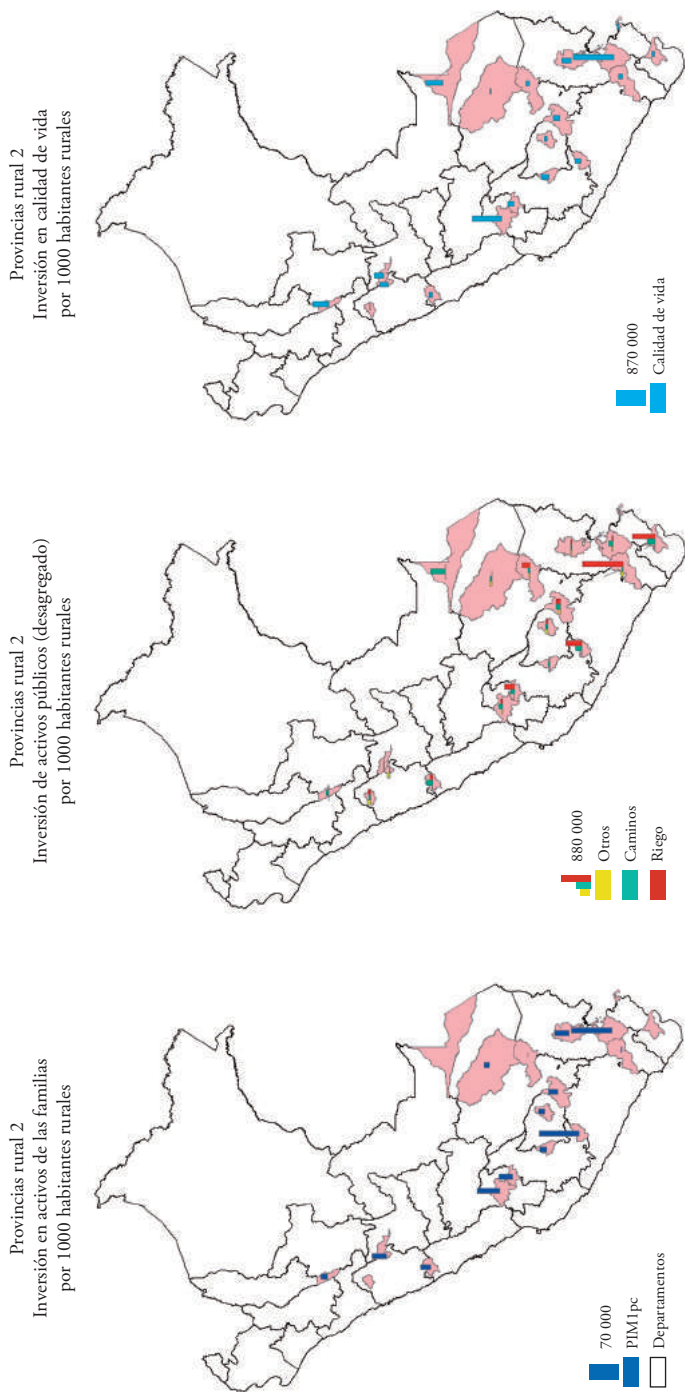 Provincias rural 2
Inversión en calidad de vida
por 1000 habitantes rurales
870 000
Calidad de vida
Provincias rural 2
Inversión de activos públicos (desagregado)
por 1000 habitantes rurales
880 000
Otros
Caminos
Riego
Provincias rural 2
Inversión en activos de las familias
por 1000 habitantes rurales
70 000
PIM1pc
Departamentos